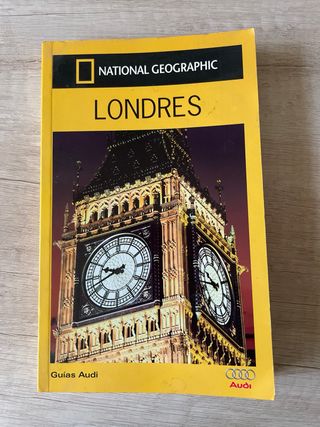 NATIONAL GEOGRAPHIC
LONDRES
Guías Audi
Audi